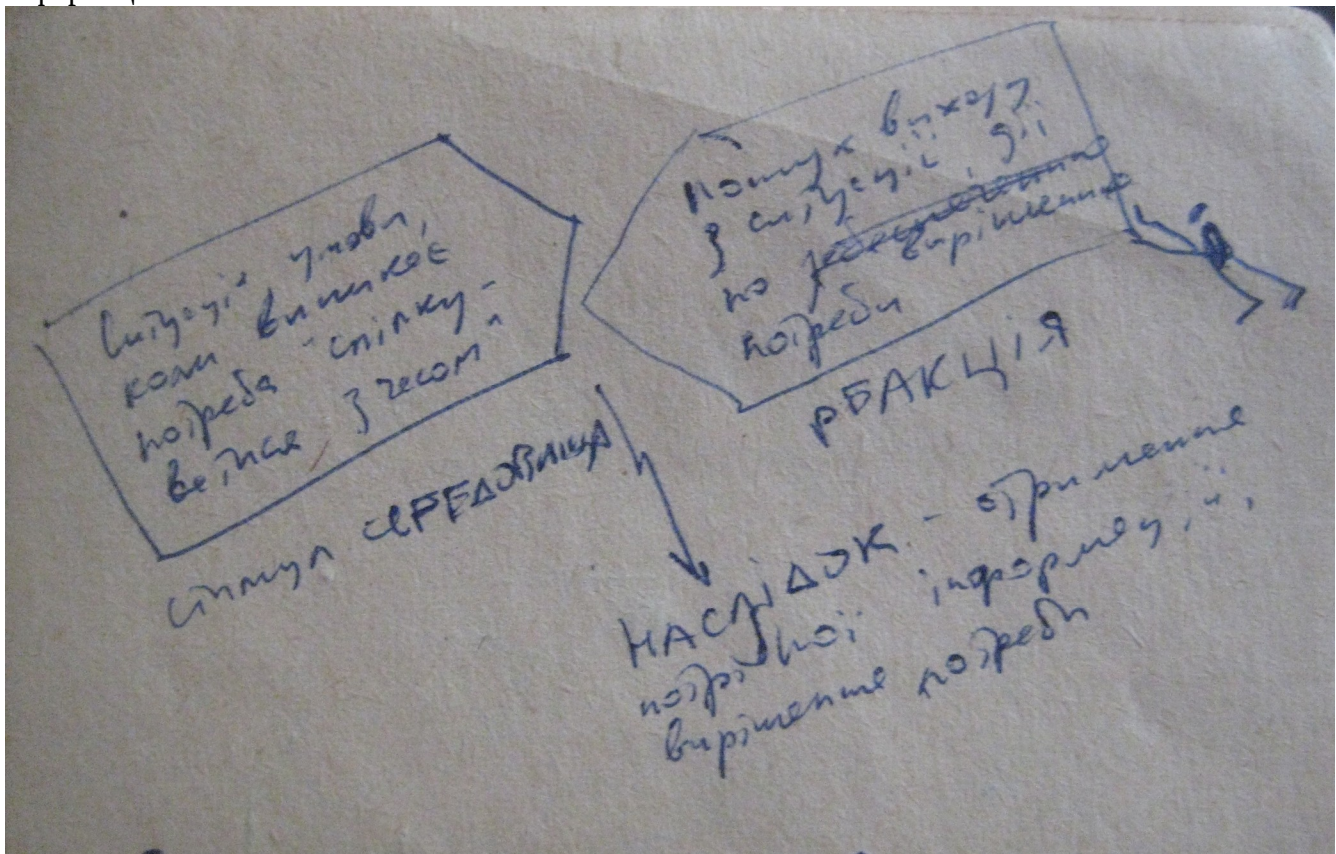 Ситуація, умови,
коли виникає
потреба "спілку-
ватися з часом"
стимул СЕРЕДОВИЩА
Пошук виходу
з ситуації, дії
по вирішенню
потреби
РЕАКЦІЯ
НАСЛІДОК - отримання
потрібної інформації,
вирішення потреби